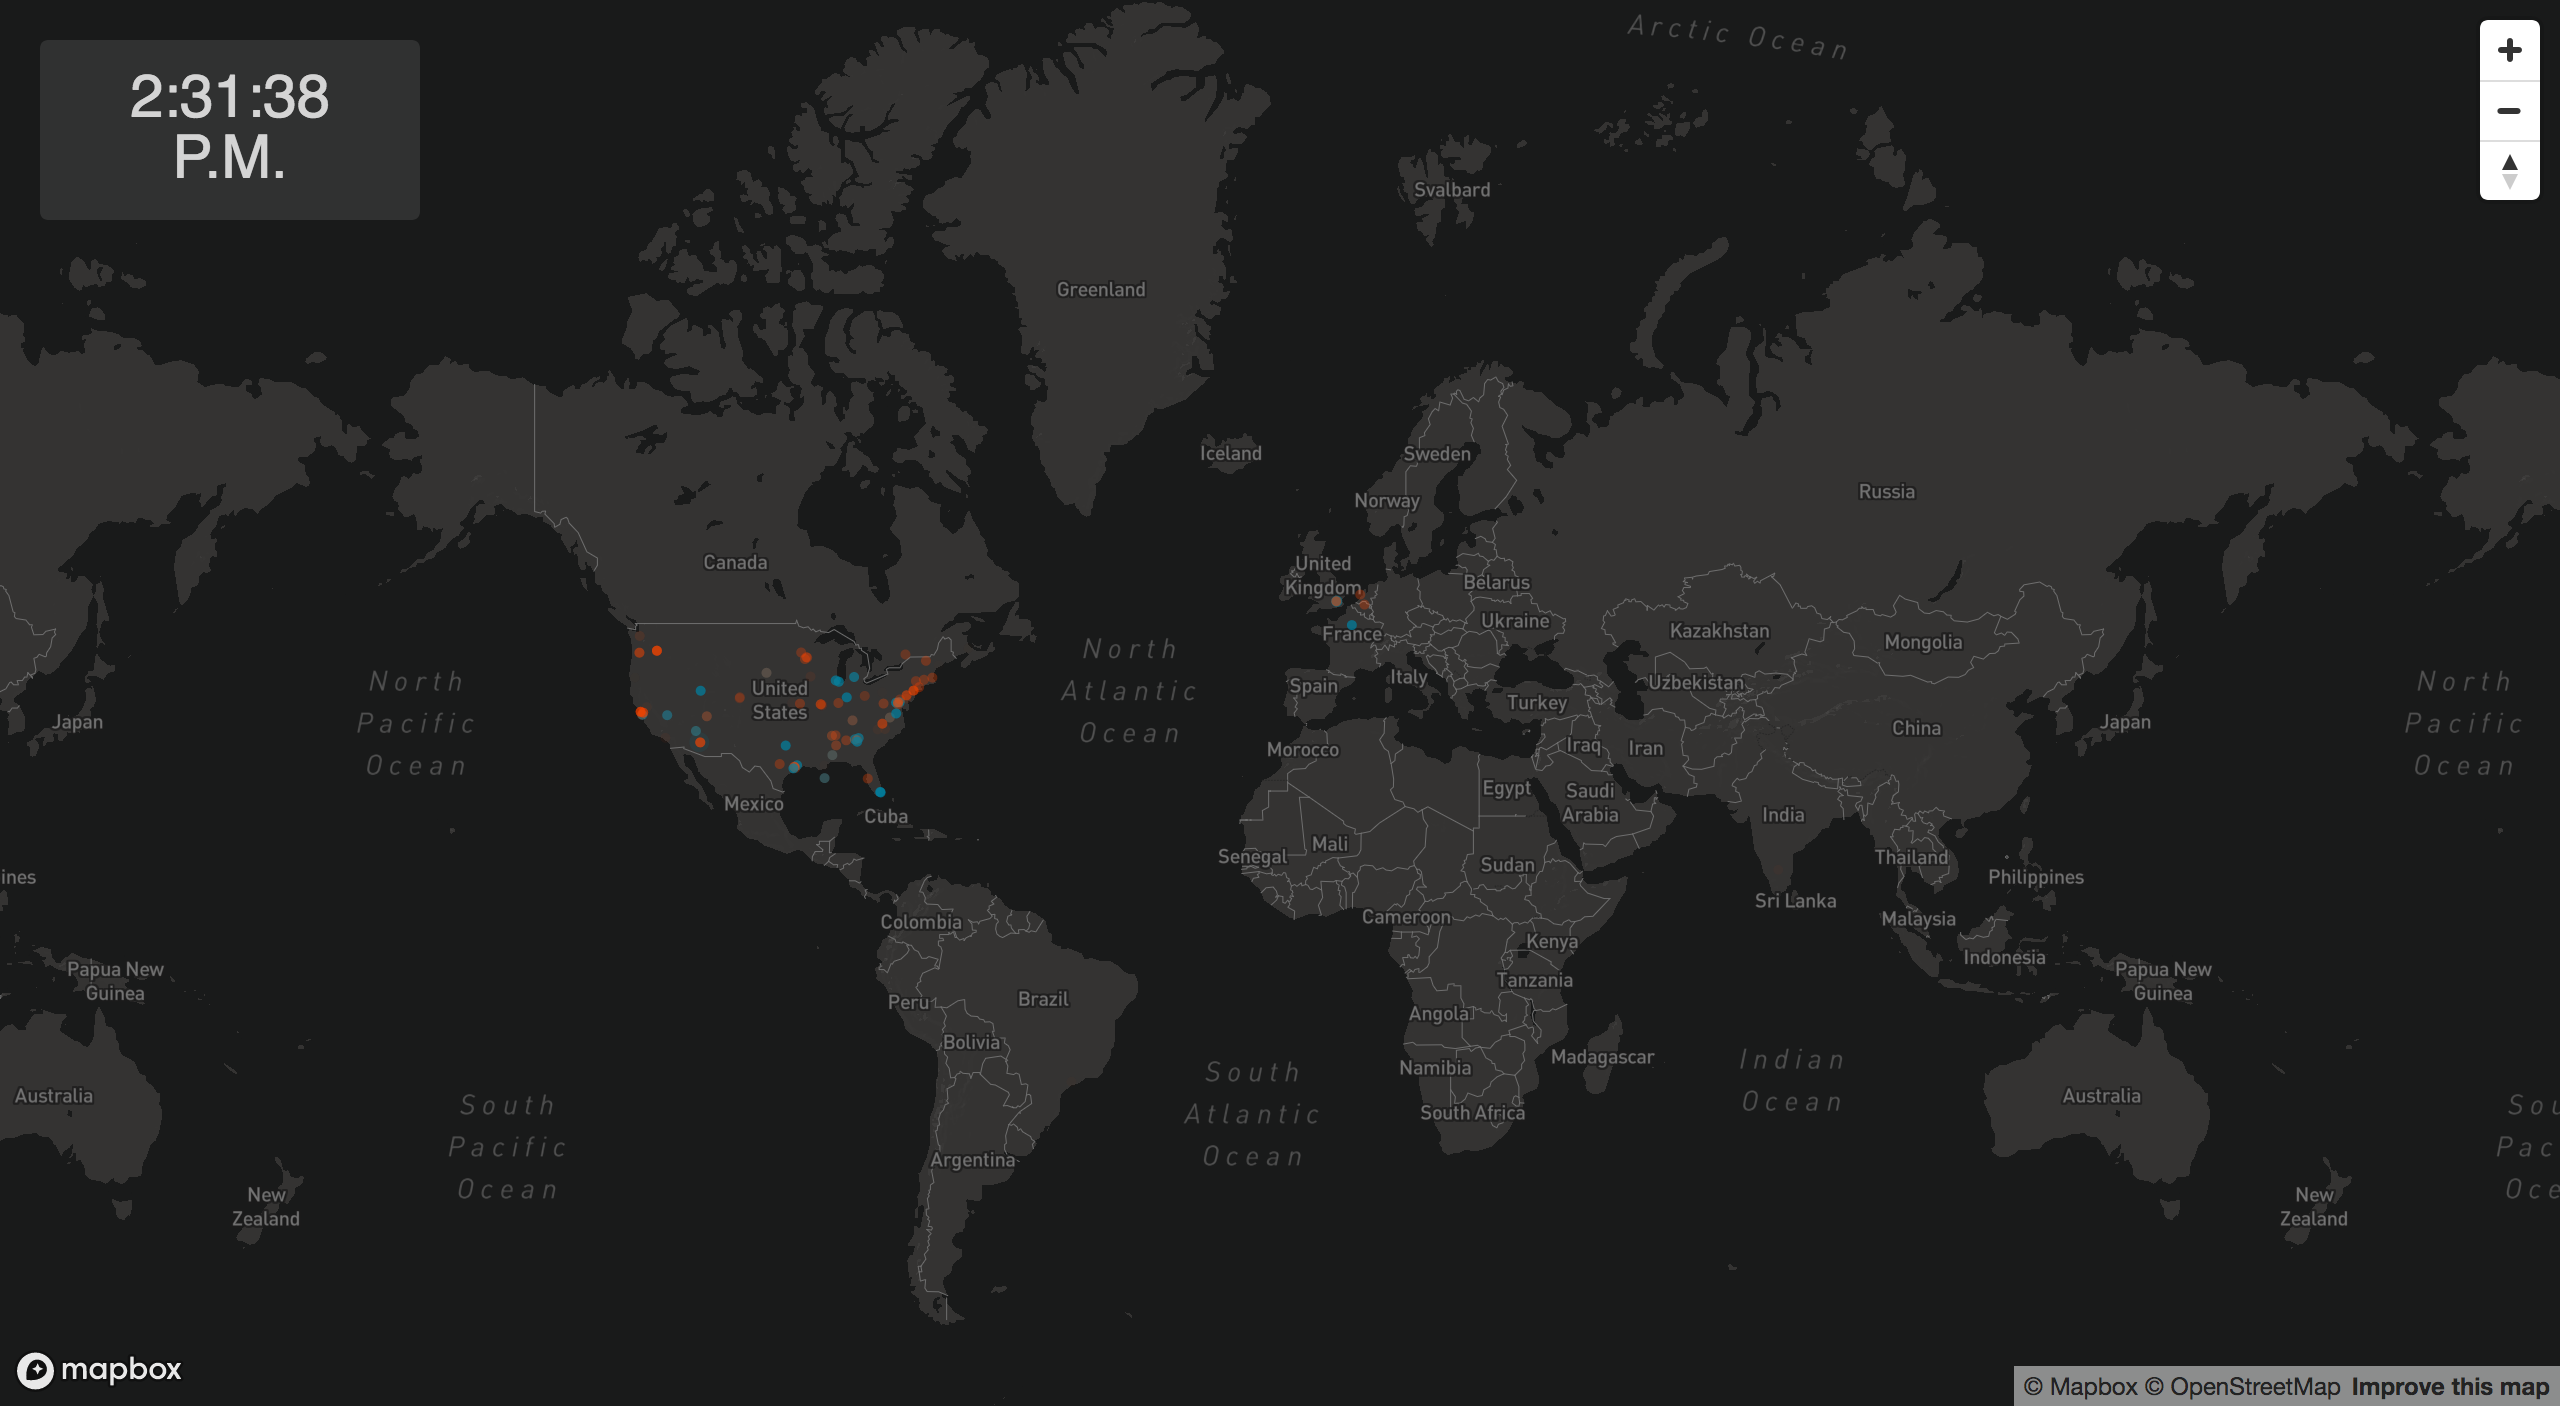 2:31:38
P.M.
Arctic Ocean
Svalbard
Greenland
Iceland
Sweden
Norway
Russia
Canada
United
Kingdom
Belarus
Ukraine
France
Kazakhstan
Mongolia
North
Pacific
Ocean
United
States
North
Atlantic
Ocean
Spain
Italy
Uzbekistan
Turkey
North
Pacific
Ocean
Japan
Japan
China
Morocco
Iraq
Iran
Mexico
Cuba
Egypt
Saudi
Arabia
India
Mali
Senegal
Sudan
Thailand
ines
Philippines
Sri Lanka
Colombia
Cameroon
Malaysia
Kenya
Indonesia
Papua New
Guinea
Papua New
Guinea
Tanzania
Peru
Brazil
Angola
Bolivia
Namibia
Madagascar
Indian
Ocean
South
Atlantic
Ocean
Australia
Australia
South
Pacific
Ocean
South Africa
Sou
Pac
Oce
Argentina
New
Zealand
New
Zealand
mapbox
© Mapbox © OpenStreetMap Improve this map